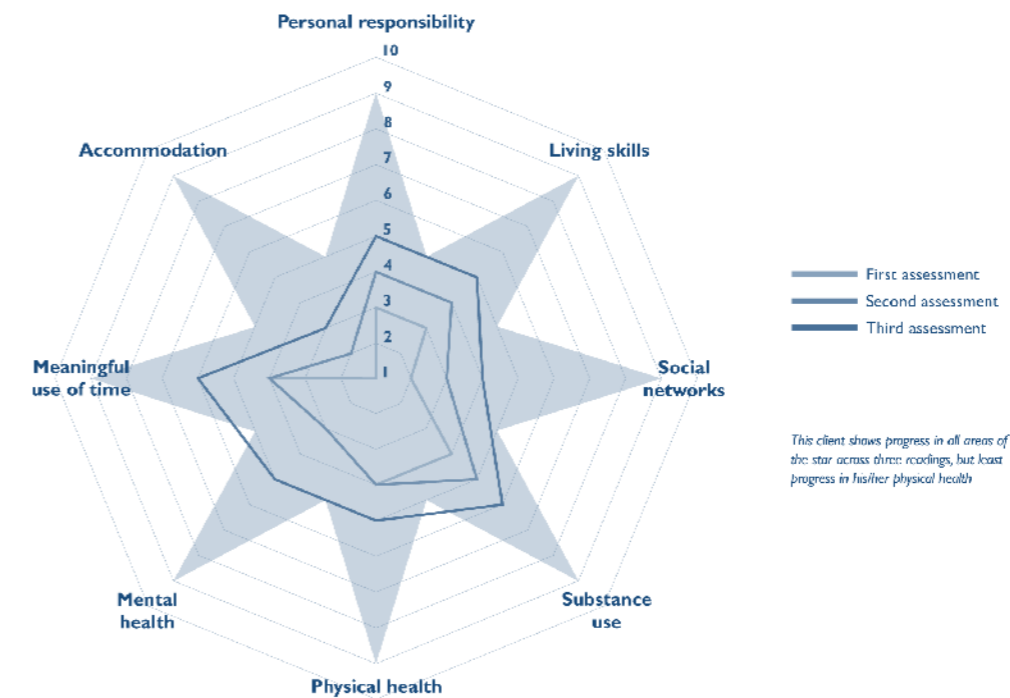 Personal responsibility
10
9
8
7
6
5
4
3
2
1
Accommodation
Living skills
Meaningful
use of time
Social
networks
Mental
health
Substance
use
Physical health
First assessment
Second assessment
Third assessment
This client shows progress in all areas of
the star across three readings, but least
progress in his/her physical health